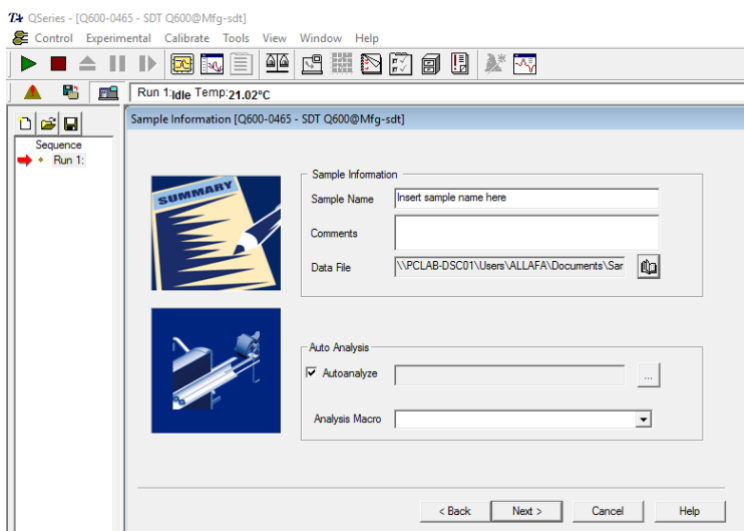 TA QSeries - [Q600-0465 - SDT Q600@Mfg-sdt]
Control Experimental Calibrate Tools View Window Help
Run 1:Idle Temp:21.02°C
Sample Information [Q600-0465 - SDT Q600@Mfg-sdt]
Sequence
Run 1:
SUMMARY
Sample Information
Sample Name Insert sample name here
Comments
Data File \\PCLAB-DSC01\Users\ALLAFA\Documents\Sar
Auto Analysis
Autoanalyze ...
Analysis Macro
< Back Next > Cancel Help